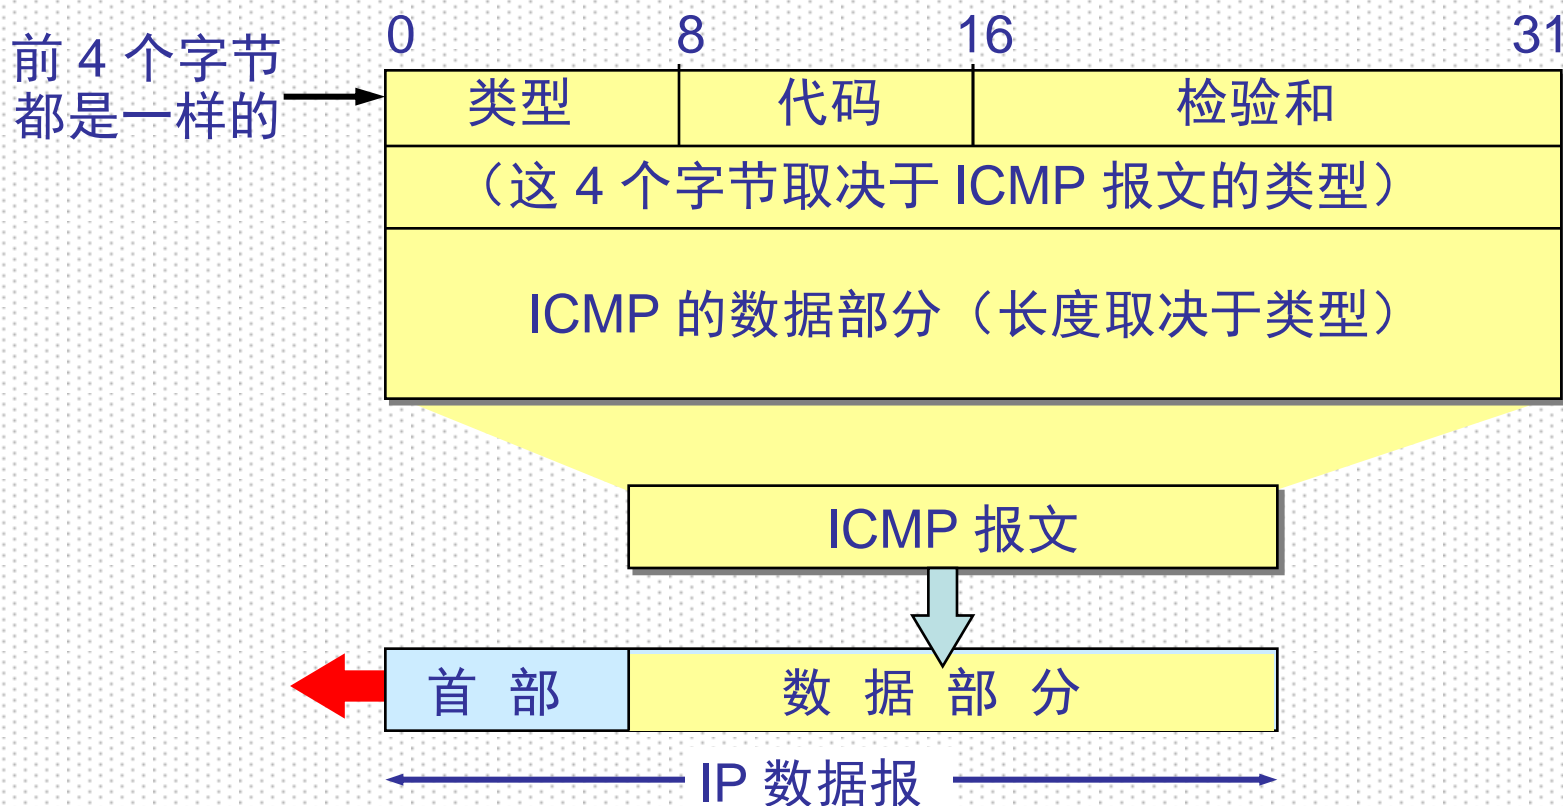 前 4 个字节
都是一样的
0 8 16 31
类型 代码 检验和
（这 4 个字节取决于 ICMP 报文的类型）
ICMP 的数据部分（长度取决于类型）
ICMP 报文
首 部 数 据 部 分
IP 数据报